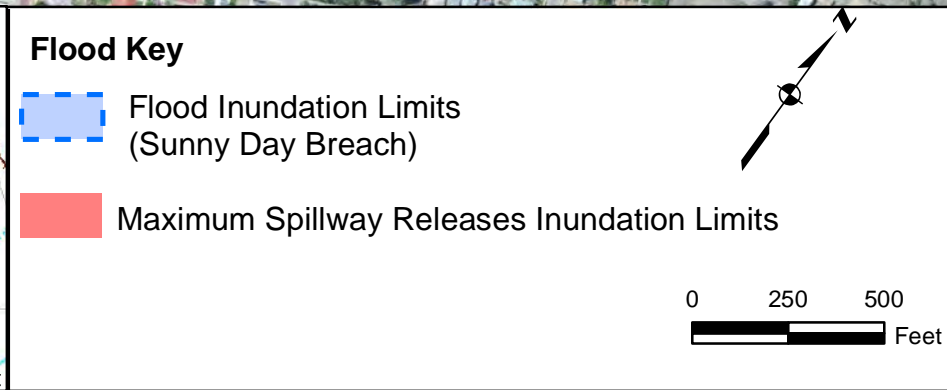 Flood Key
N
Flood Inundation Limits
(Sunny Day Breach)
Maximum Spillway Releases Inundation Limits
0 250 500
Feet